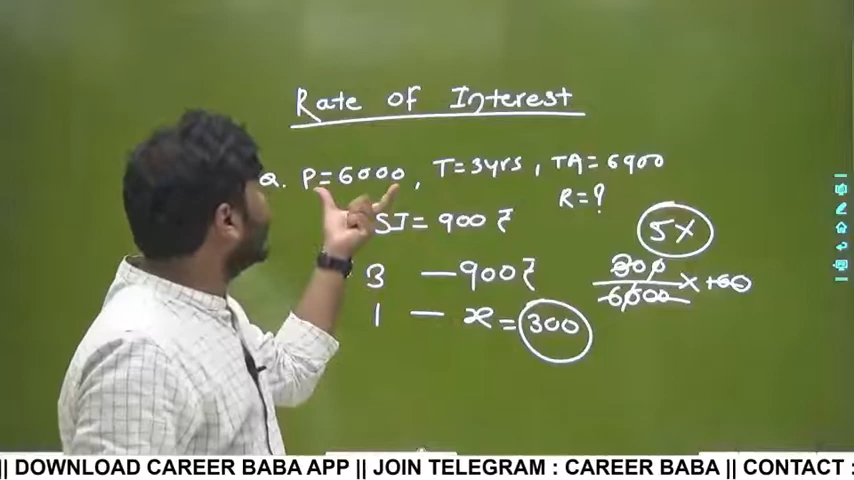 Rate of Interest
Q. P=6000, T=3yrs, TA=6900
R=?
SI=900₹
5%
3 — 900₹
300/6000 × 100
1 — x = 300
|| DOWNLOAD CAREER BABA APP || JOIN TELEGRAM : CAREER BABA || CONTACT :